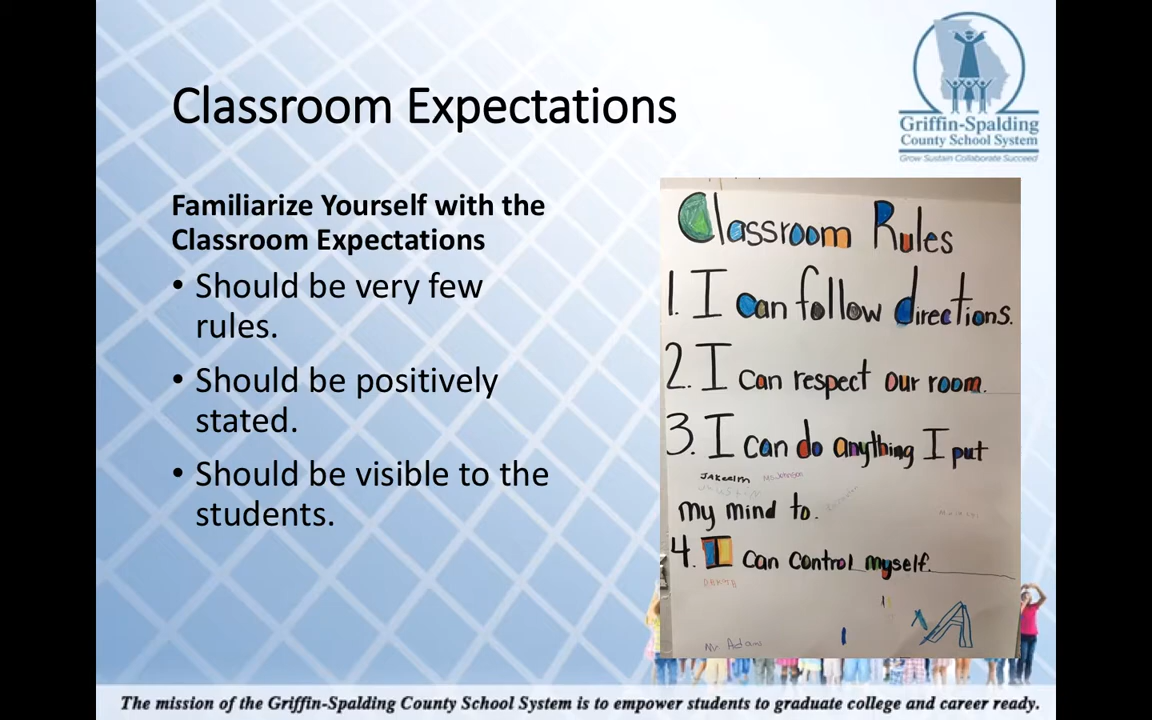 Classroom Expectations
Griffin-Spalding
County School System
Grow Sustain Collaborate Succeed
Familiarize Yourself with the
Classroom Expectations
• Should be very few
rules.
• Should be positively
stated.
• Should be visible to the
students.
Classroom Rules
1. I can follow directions.
2. I can respect our room.
3. I can do anything I put
JAKEEIM
my mind to.
4. I can control myself.
A
Mr. Adams
The mission of the Griffin-Spalding County School System is to empower students to graduate college and career ready.